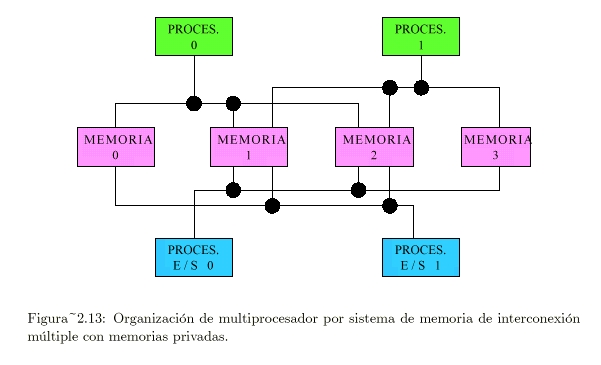 PROCES.
0
PROCES.
1
MEMORIA
0
MEMORIA
1
MEMORIA
2
MEMORIA
3
PROCES.
E/S 0
PROCES.
E/S 1
Figura~2.13: Organización de multiprocesador por sistema de memoria de interconexión
múltiple con memorias privadas.